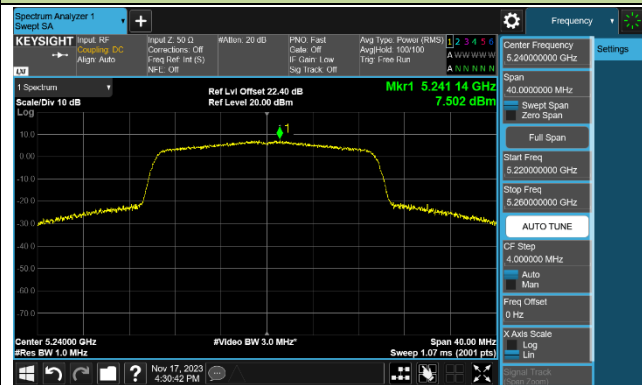 Spectrum Analyzer 1
Swept SA
+
Frequency
KEYSIGHT
Input: RF
Coupling: DC
Align: Auto
Input Z: 50 Ω
Corrections: Off
Freq Ref: Int (S)
NFE: Off
#Atten: 20 dB
PNO: Fast
Gate: Off
IF Gain: Low
Sig Track: Off
Avg Type: Power (RMS)
Avg|Hold: 100/100
Trig: Free Run
1 2 3 4 5 6
A W W W W W
A N N N N N
LXI
1 Spectrum
Scale/Div 10 dB
Log
Ref Lvl Offset 22.40 dB
Ref Level 20.00 dBm
Mkr1 5.241 14 GHz
7.502 dBm
1
10.0
0.00
-10.0
-20.0
-30.0
-40.0
-50.0
-60.0
-70.0
Center 5.24000 GHz
#Res BW 1.0 MHz
#Video BW 3.0 MHz*
Span 40.00 MHz
Sweep 1.07 ms (2001 pts)
Nov 17, 2023
4:30:42 PM
?
Center Frequency
5.240000000 GHz
Settings
Span
40.0000000 MHz
Swept Span
Zero Span
Full Span
Start Freq
5.220000000 GHz
Stop Freq
5.260000000 GHz
AUTO TUNE
CF Step
4.000000 MHz
Auto
Man
Freq Offset
0 Hz
X Axis Scale
Log
Lin
Signal Track
(Span Zoom)